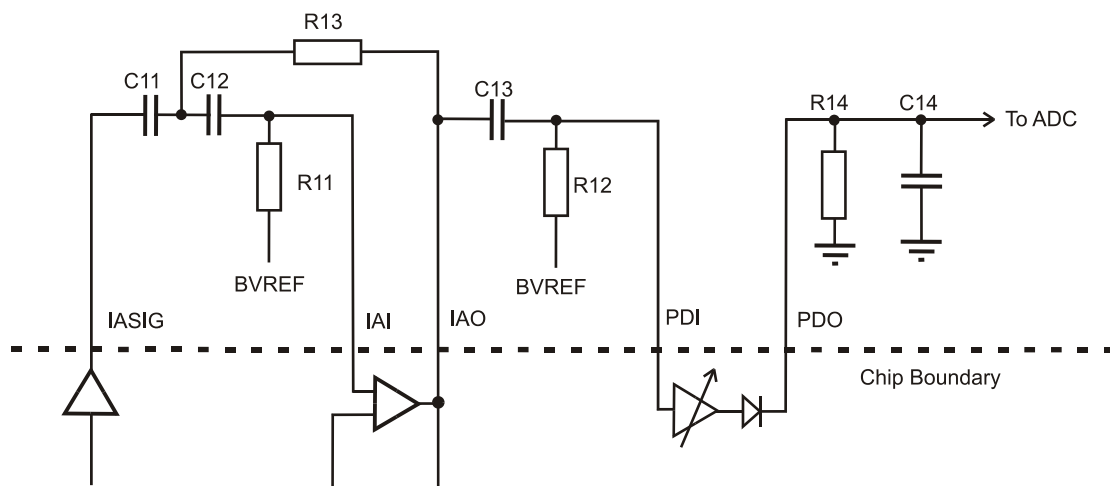 R13
C11
C12
C13
R14
C14
To ADC
R11
R12
BVREF
BVREF
IASIG
IAI
IAO
PDI
PDO
Chip Boundary